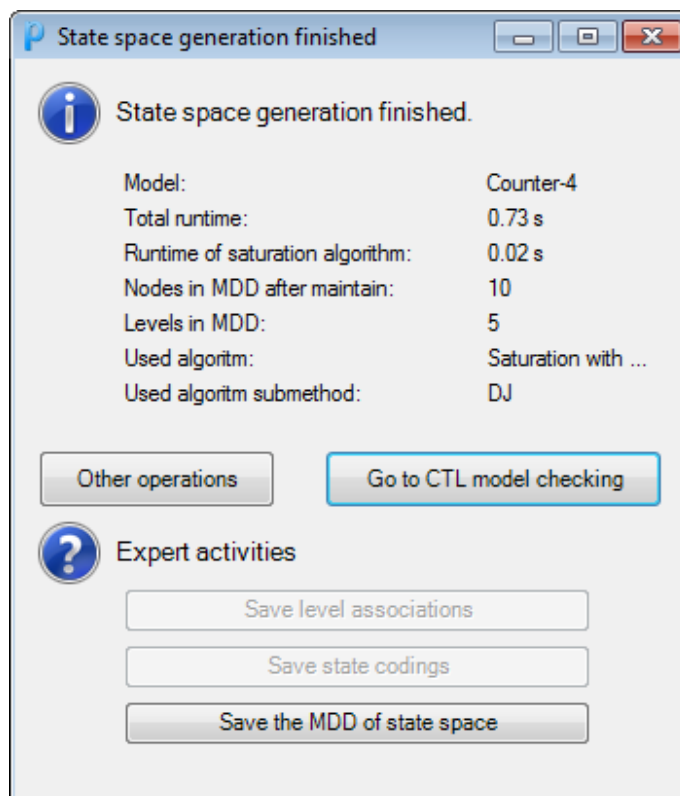 State space generation finished
State space generation finished.
Model: Counter-4
Total runtime: 0.73 s
Runtime of saturation algorithm: 0.02 s
Nodes in MDD after maintain: 10
Levels in MDD: 5
Used algoritm: Saturation with ...
Used algoritm submethod: DJ
Other operations Go to CTL model checking
Expert activities
Save level associations
Save state codings
Save the MDD of state space